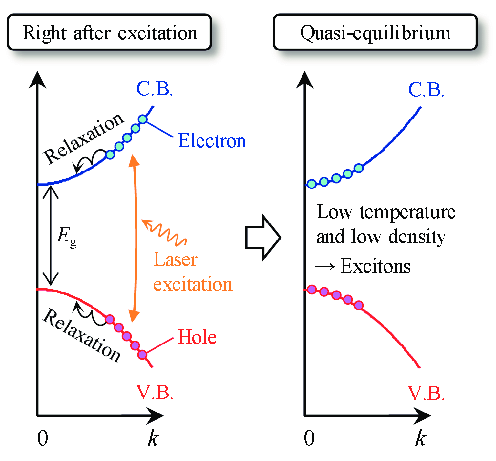 Right after excitation
Quasi-equilibrium
C.B.
Relaxation
Electron
Eg
Laser
excitation
Relaxation
Hole
V.B.
0
k
C.B.
Low temperature
and low density
→ Excitons
V.B.
0
k